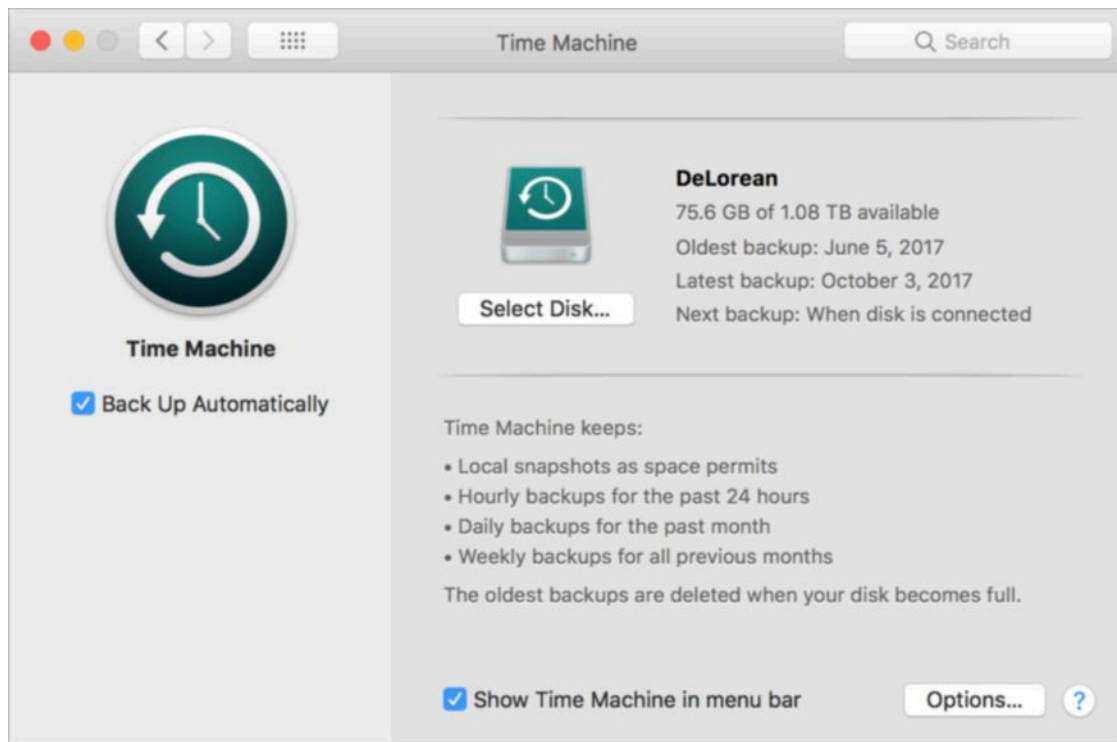 Time Machine
Search
Time Machine
Back Up Automatically
DeLorean
75.6 GB of 1.08 TB available
Oldest backup: June 5, 2017
Latest backup: October 3, 2017
Next backup: When disk is connected
Select Disk...
Time Machine keeps:
• Local snapshots as space permits
• Hourly backups for the past 24 hours
• Daily backups for the past month
• Weekly backups for all previous months
The oldest backups are deleted when your disk becomes full.
Show Time Machine in menu bar
Options...
?